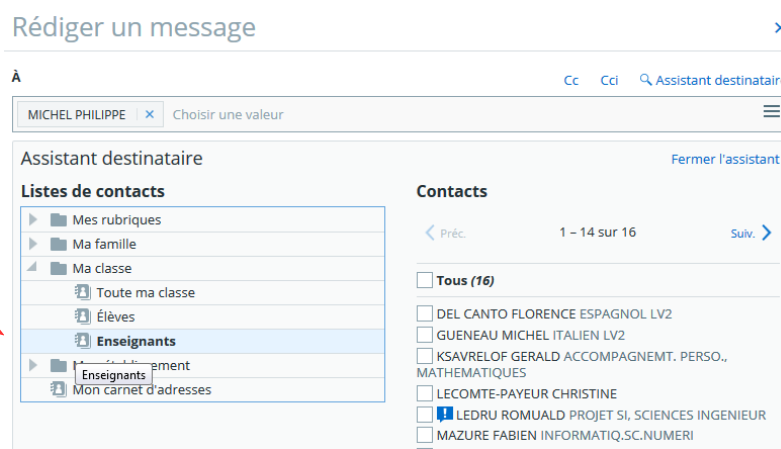 Rédiger un message
À
Cc Cci Assistant destinatair
MICHEL PHILIPPE × Choisir une valeur
Assistant destinataire
Fermer l'assistant
Listes de contacts
Mes rubriques
Ma famille
Ma classe
Toute ma classe
Élèves
Enseignants
ement
Enseignants
Mon carnet d'adresses
Contacts
Préc. 1 – 14 sur 16 Suiv.
Tous (16)
DEL CANTO FLORENCE ESPAGNOL LV2
GUENEAU MICHEL ITALIEN LV2
KSAVRELOF GERALD ACCOMPAGNEMT. PERSO.,
MATHEMATIQUES
LECOMTE-PAYEUR CHRISTINE
LEDRU ROMUALD PROJET SI, SCIENCES INGENIEUR
MAZURE FABIEN INFORMATIQ.SC.NUMERI